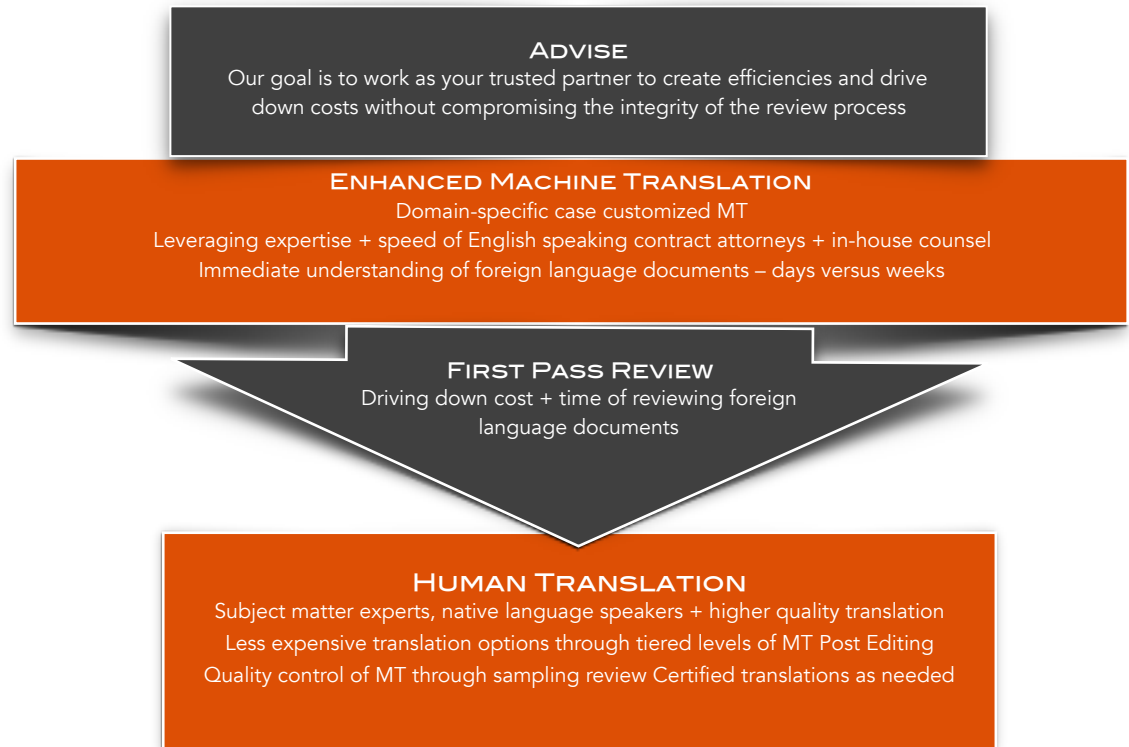 ADVISE
Our goal is to work as your trusted partner to create efficiencies and drive
down costs without compromising the integrity of the review process
ENHANCED MACHINE TRANSLATION
Domain-specific case customized MT
Leveraging expertise + speed of English speaking contract attorneys + in-house counsel
Immediate understanding of foreign language documents – days versus weeks
FIRST PASS REVIEW
Driving down cost + time of reviewing foreign
language documents
HUMAN TRANSLATION
Subject matter experts, native language speakers + higher quality translation
Less expensive translation options through tiered levels of MT Post Editing
Quality control of MT through sampling review Certified translations as needed